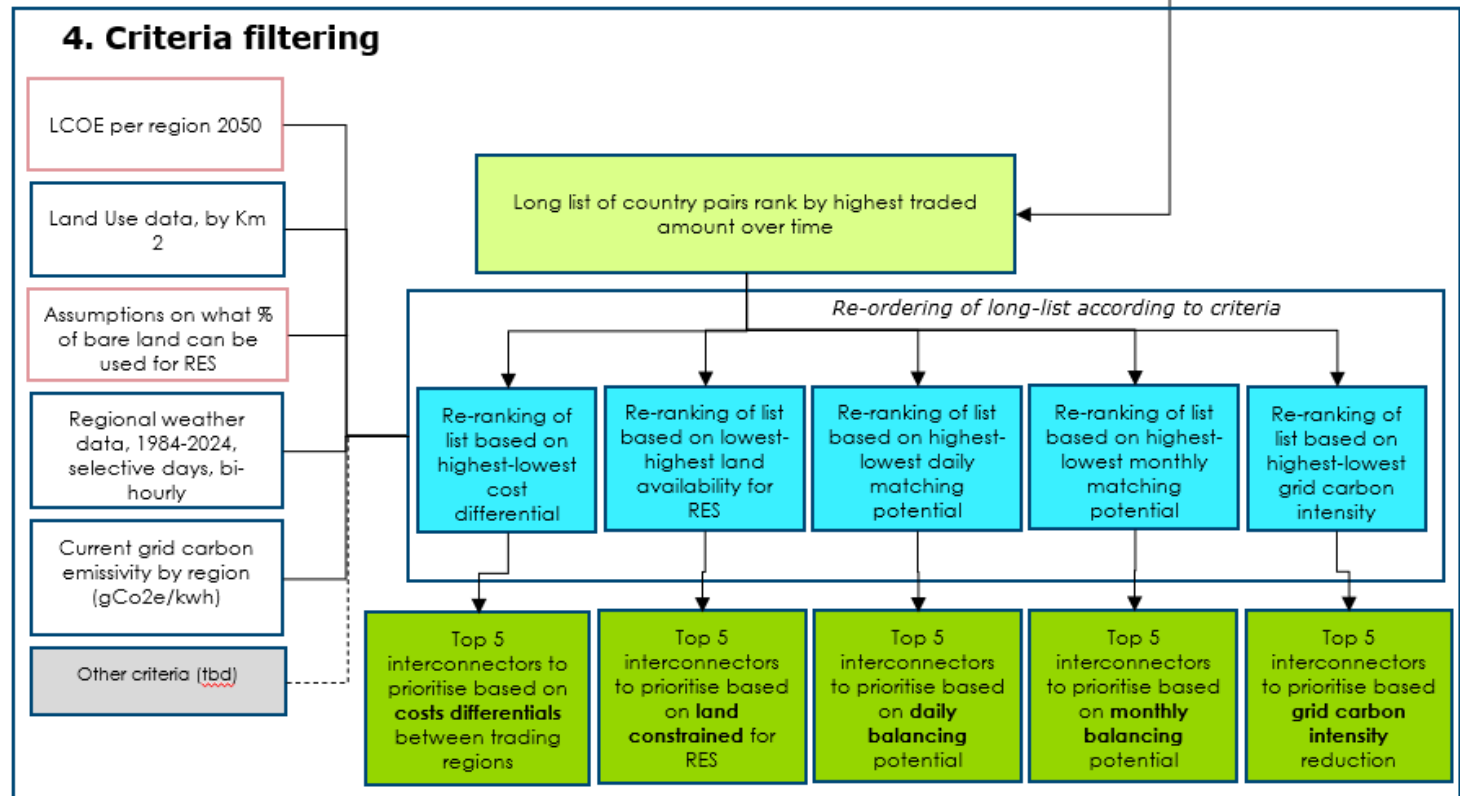 4. Criteria filtering
LCOE per region 2050
Land Use data, by Km
2
Assumptions on what %
of bare land can be
used for RES
Regional weather
data, 1984-2024,
selective days, bi-
hourly
Current grid carbon
emissivity by region
(gCo2e/kwh)
Other criteria (tbd)
Long list of country pairs rank by highest traded
amount over time
Re-ordering of long-list according to criteria
Re-ranking of
list based on
highest-lowest
cost
differential
Re-ranking of list
based on lowest-
highest land
availability for
RES
Re-ranking of list
based on highest-
lowest daily
matching
potential
Re-ranking of list
based on highest-
lowest monthly
matching
potential
Re-ranking of
list based on
highest-lowest
grid carbon
intensity
Top 5
interconnectors to
prioritise based on
costs differentials
between trading
regions
Top 5
interconnectors
to prioritise based
on land
constrained for
RES
Top 5
interconnectors
to prioritise based
on daily
balancing
potential
Top 5
interconnectors
to prioritise based
on monthly
balancing
potential
Top 5
interconnectors
to prioritise based
grid carbon
intensity
reduction